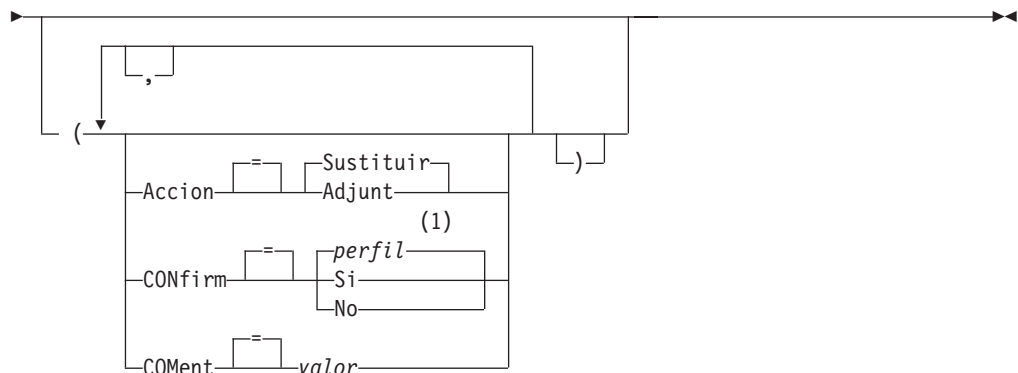 ,
(
)
=
Sustituir
Accion
Adjunt
(1)
=
perfil
CONfirm
Si
No
=
COMent
valor